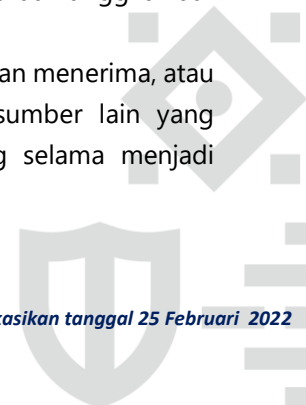 an menerima, atau
sumber lain yang
g selama menjadi
kasikan tanggal 25 Februari 2022